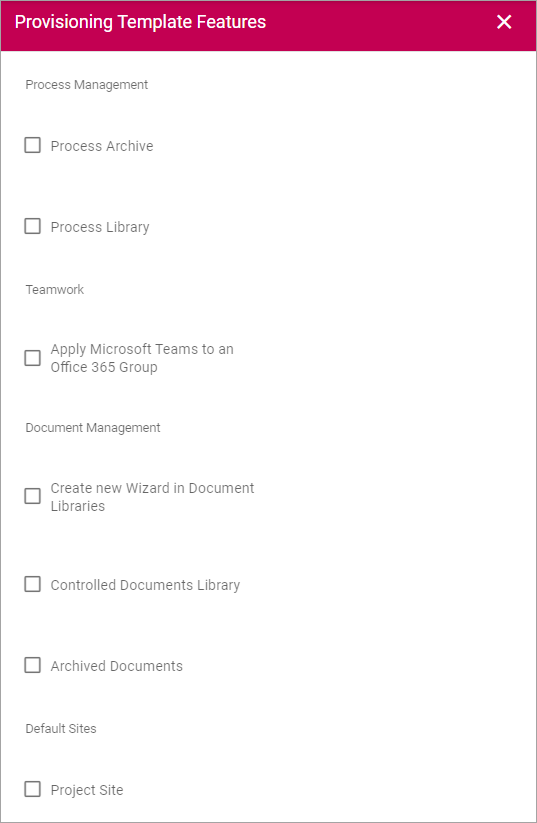 Provisioning Template Features
Process Management
Process Archive
Process Library
Teamwork
Apply Microsoft Teams to an
Office 365 Group
Document Management
Create new Wizard in Document
Libraries
Controlled Documents Library
Archived Documents
Default Sites
Project Site